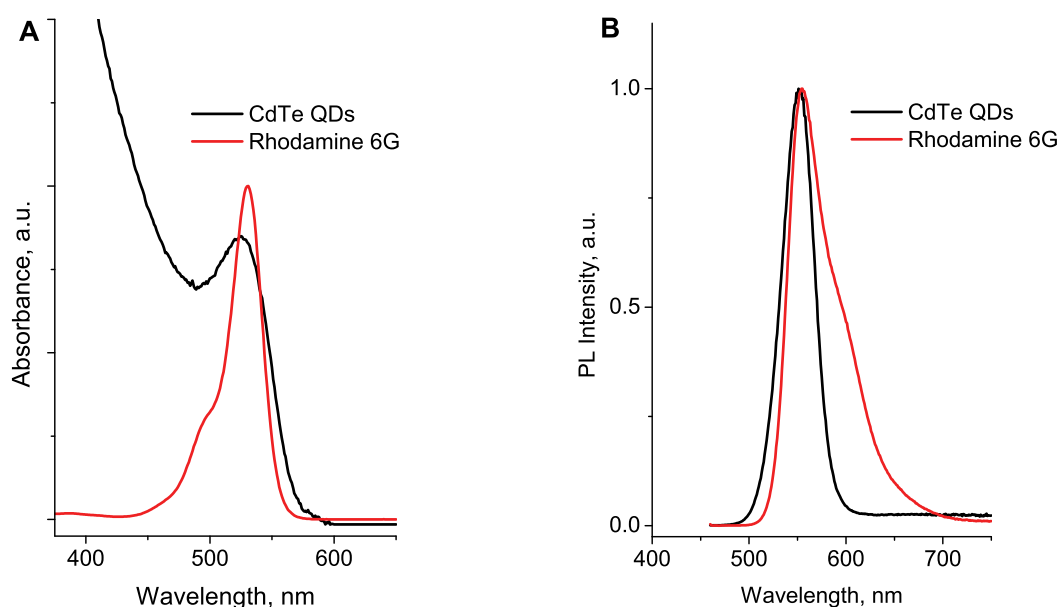 A
CdTe QDs
Rhodamine 6G
Absorbance, a.u.
400
500
600
Wavelength, nm
B
1.0
CdTe QDs
Rhodamine 6G
PL Intensity, a.u.
0.5
0.0
400
500
600
700
Wavelength, nm